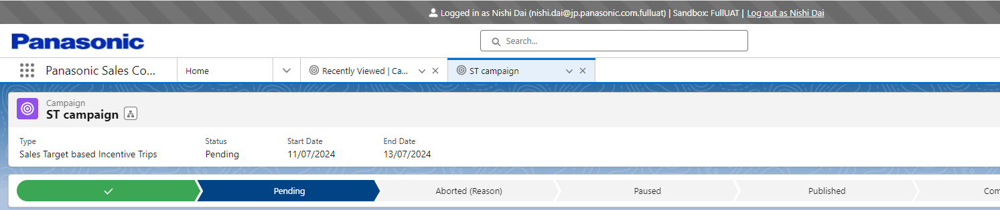 Logged in as Nishi Dai (nishi.dai@jp.panasonic.com.fulluat) | Sandbox: FullUAT | Log out as Nishi Dai
Panasonic
Search...
Panasonic Sales Co...
Home
Recently Viewed | Ca...
ST campaign
Campaign
ST campaign
Type
Status
Start Date
End Date
Sales Target based Incentive Trips
Pending
11/07/2024
13/07/2024
Pending
Aborted (Reason)
Paused
Published
Com